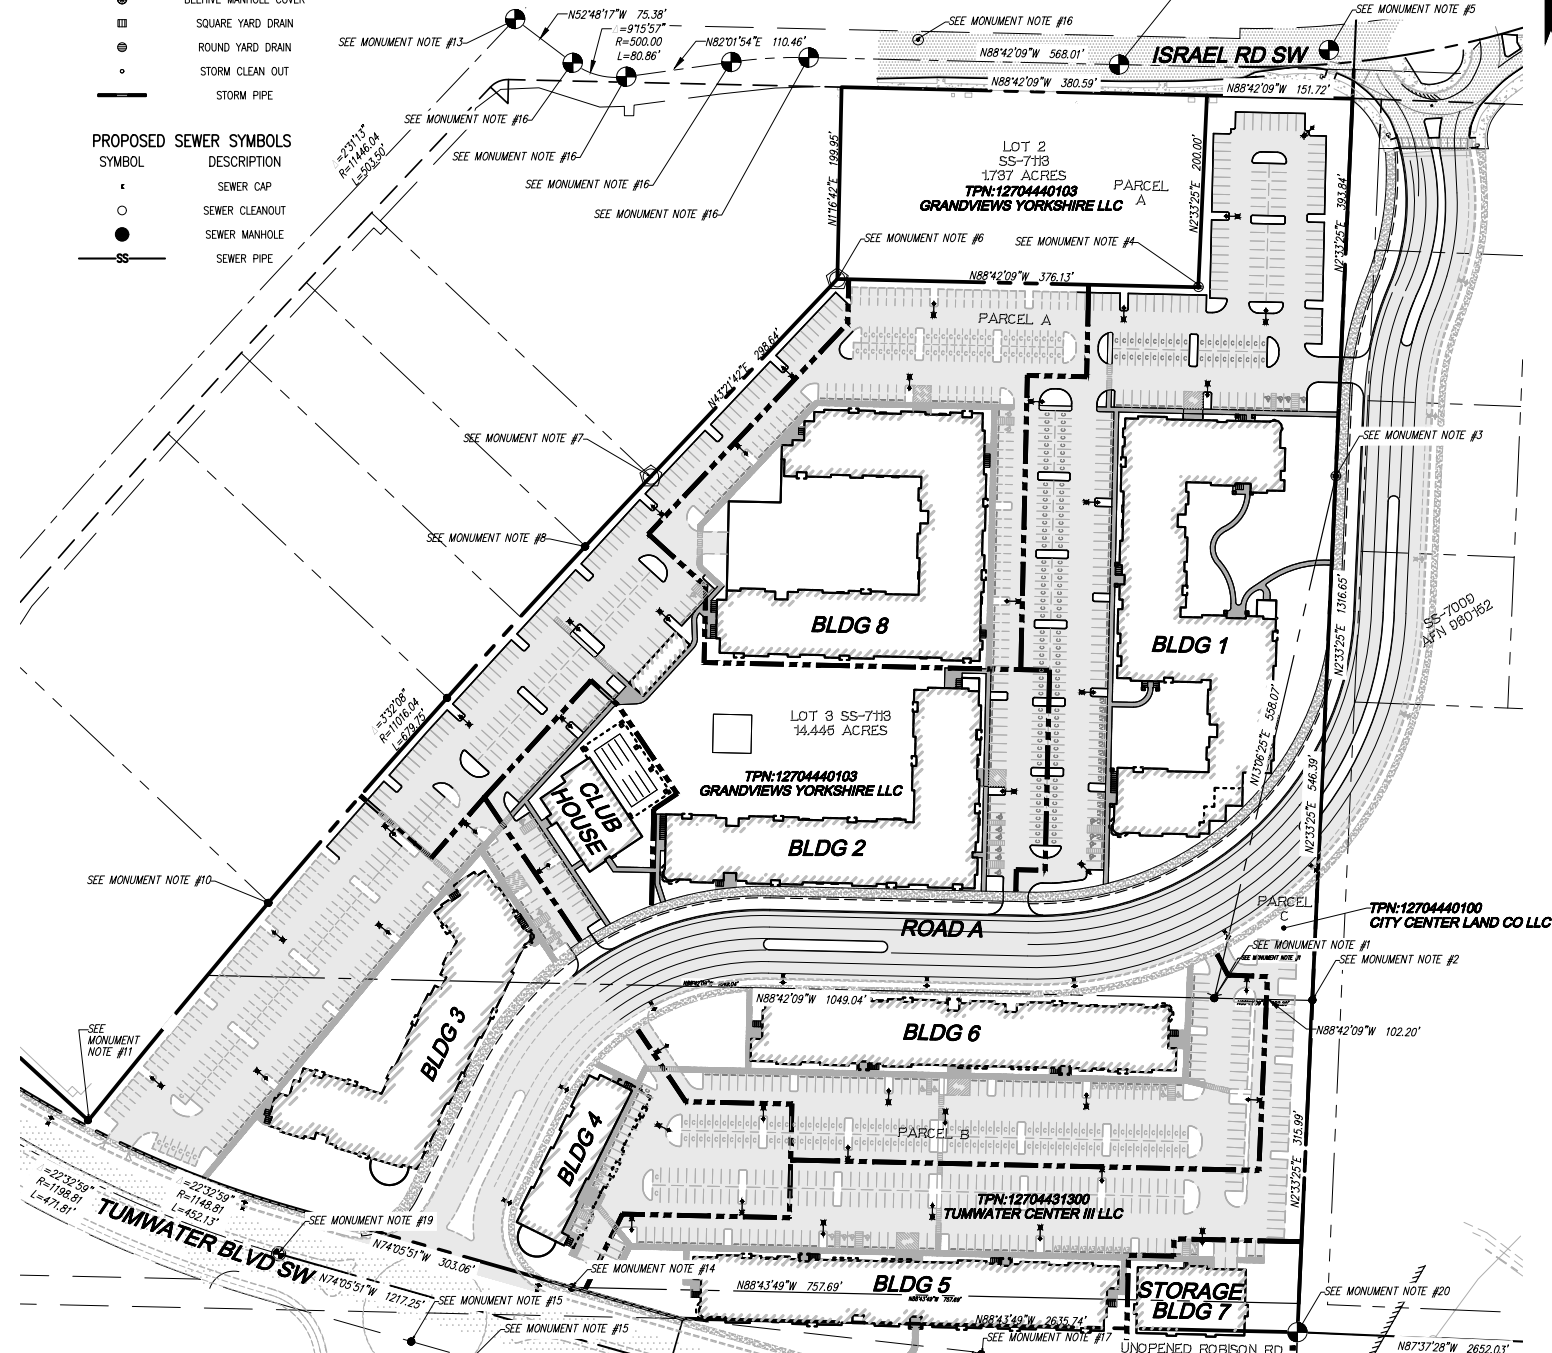 BEEHIVE MANHOLE COVER
SQUARE YARD DRAIN
ROUND YARD DRAIN
STORM CLEAN OUT
STORM PIPE
PROPOSED SEWER SYMBOLS
SYMBOL DESCRIPTION
SEWER CAP
SEWER CLEANOUT
SEWER MANHOLE
SS SEWER PIPE
SEE MONUMENT NOTE #13
N52°48'17"W 75.38'
△=9°15'57"
R=500.00
L=80.86'
N82°01'54"E 110.46'
SEE MONUMENT NOTE #16
SEE MONUMENT NOTE #5
N88°42'09"W 568.01'
ISRAEL RD SW
N88°42'09"W 380.59'
N88°42'09"W 151.72'
SEE MONUMENT NOTE #16
SEE MONUMENT NOTE #16
SEE MONUMENT NOTE #16
SEE MONUMENT NOTE #16
△=2°31'13"
R=11446.04
L=503.50'
N1°16'42"E 199.95'
LOT 2
SS-7113
1.737 ACRES
TPN:12704440103
GRANDVIEWS YORKSHIRE LLC
PARCEL
A
N2°33'25"E 200.00'
N2°33'25"E 393.84'
SEE MONUMENT NOTE #6
SEE MONUMENT NOTE #4
N88°42'09"W 376.13'
PARCEL A
N43°21'42"E 298.64'
SEE MONUMENT NOTE #7
SEE MONUMENT NOTE #3
SEE MONUMENT NOTE #8
BLDG 8
BLDG 1
N2°33'25"E 1316.65'
SS-7009
AFN 980162
△=3°32'08"
R=11016.04
L=679.75'
LOT 3 SS-7113
14.446 ACRES
TPN:12704440103
GRANDVIEWS YORKSHIRE LLC
N13°06'25"E 558.07'
N2°33'25"E 546.39'
CLUB
HOUSE
BLDG 2
SEE MONUMENT NOTE #10
ROAD A
PARCEL
C
TPN:12704440100
CITY CENTER LAND CO LLC
SEE MONUMENT NOTE #1
SEE MONUMENT NOTE #1
SEE MONUMENT NOTE #2
N88°42'09"W 1049.04'
N88°42'09"W 102.20'
BLDG 3
BLDG 6
SEE
MONUMENT
NOTE #11
BLDG 4
PARCEL B
N2°33'25"E 315.99'
TPN:12704431300
TUMWATER CENTER III LLC
△=22°32'59"
R=1198.81
L=471.81'
△=22°32'59"
R=1148.81
L=452.13'
TUMWATER BLVD SW
SEE MONUMENT NOTE #19
N74°05'51"W 303.06'
N74°05'51"W 1217.25'
SEE MONUMENT NOTE #14
SEE MONUMENT NOTE #15
SEE MONUMENT NOTE #15
N88°43'49"W 757.69'
BLDG 5
N88°43'49"W 757.69'
STORAGE
BLDG 7
SEE MONUMENT NOTE #20
N88°43'49"W 2635.74'
SEE MONUMENT NOTE #17
UNOPENED ROBISON RD
N87°37'28"W 2652.03'